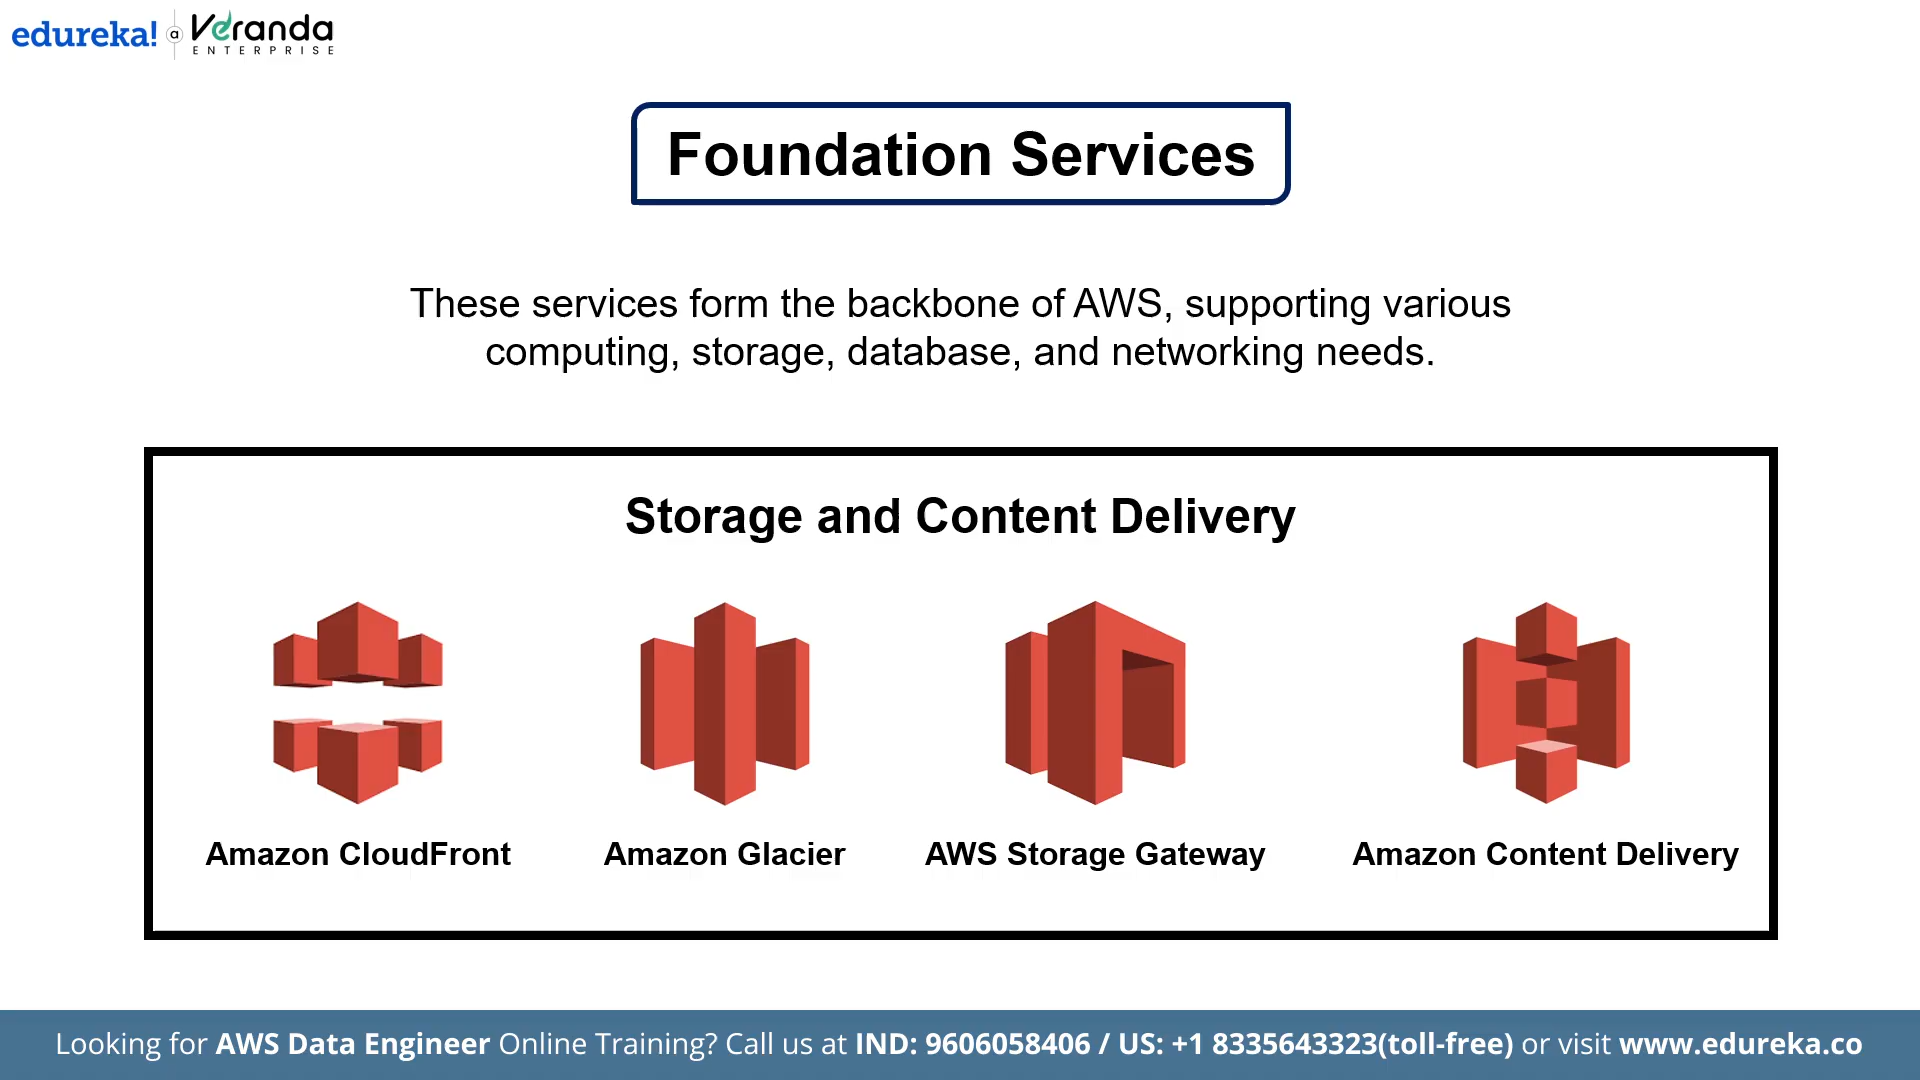 edureka! a Veranda
ENTERPRISE
Foundation Services
These services form the backbone of AWS, supporting various
computing, storage, database, and networking needs.
Storage and Content Delivery
Amazon CloudFront
Amazon Glacier
AWS Storage Gateway
Amazon Content Delivery
Looking for AWS Data Engineer Online Training? Call us at IND: 9606058406 / US: +1 8335643323(toll-free) or visit www.edureka.co